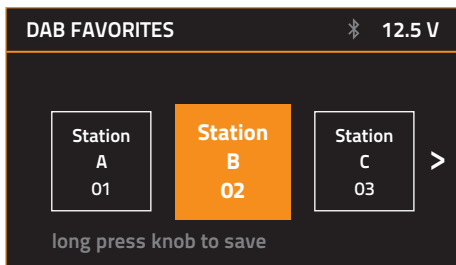 DAB FAVORITES 12.5 V
Station
A
01
Station
B
02
Station
C
03
>
long press knob to save